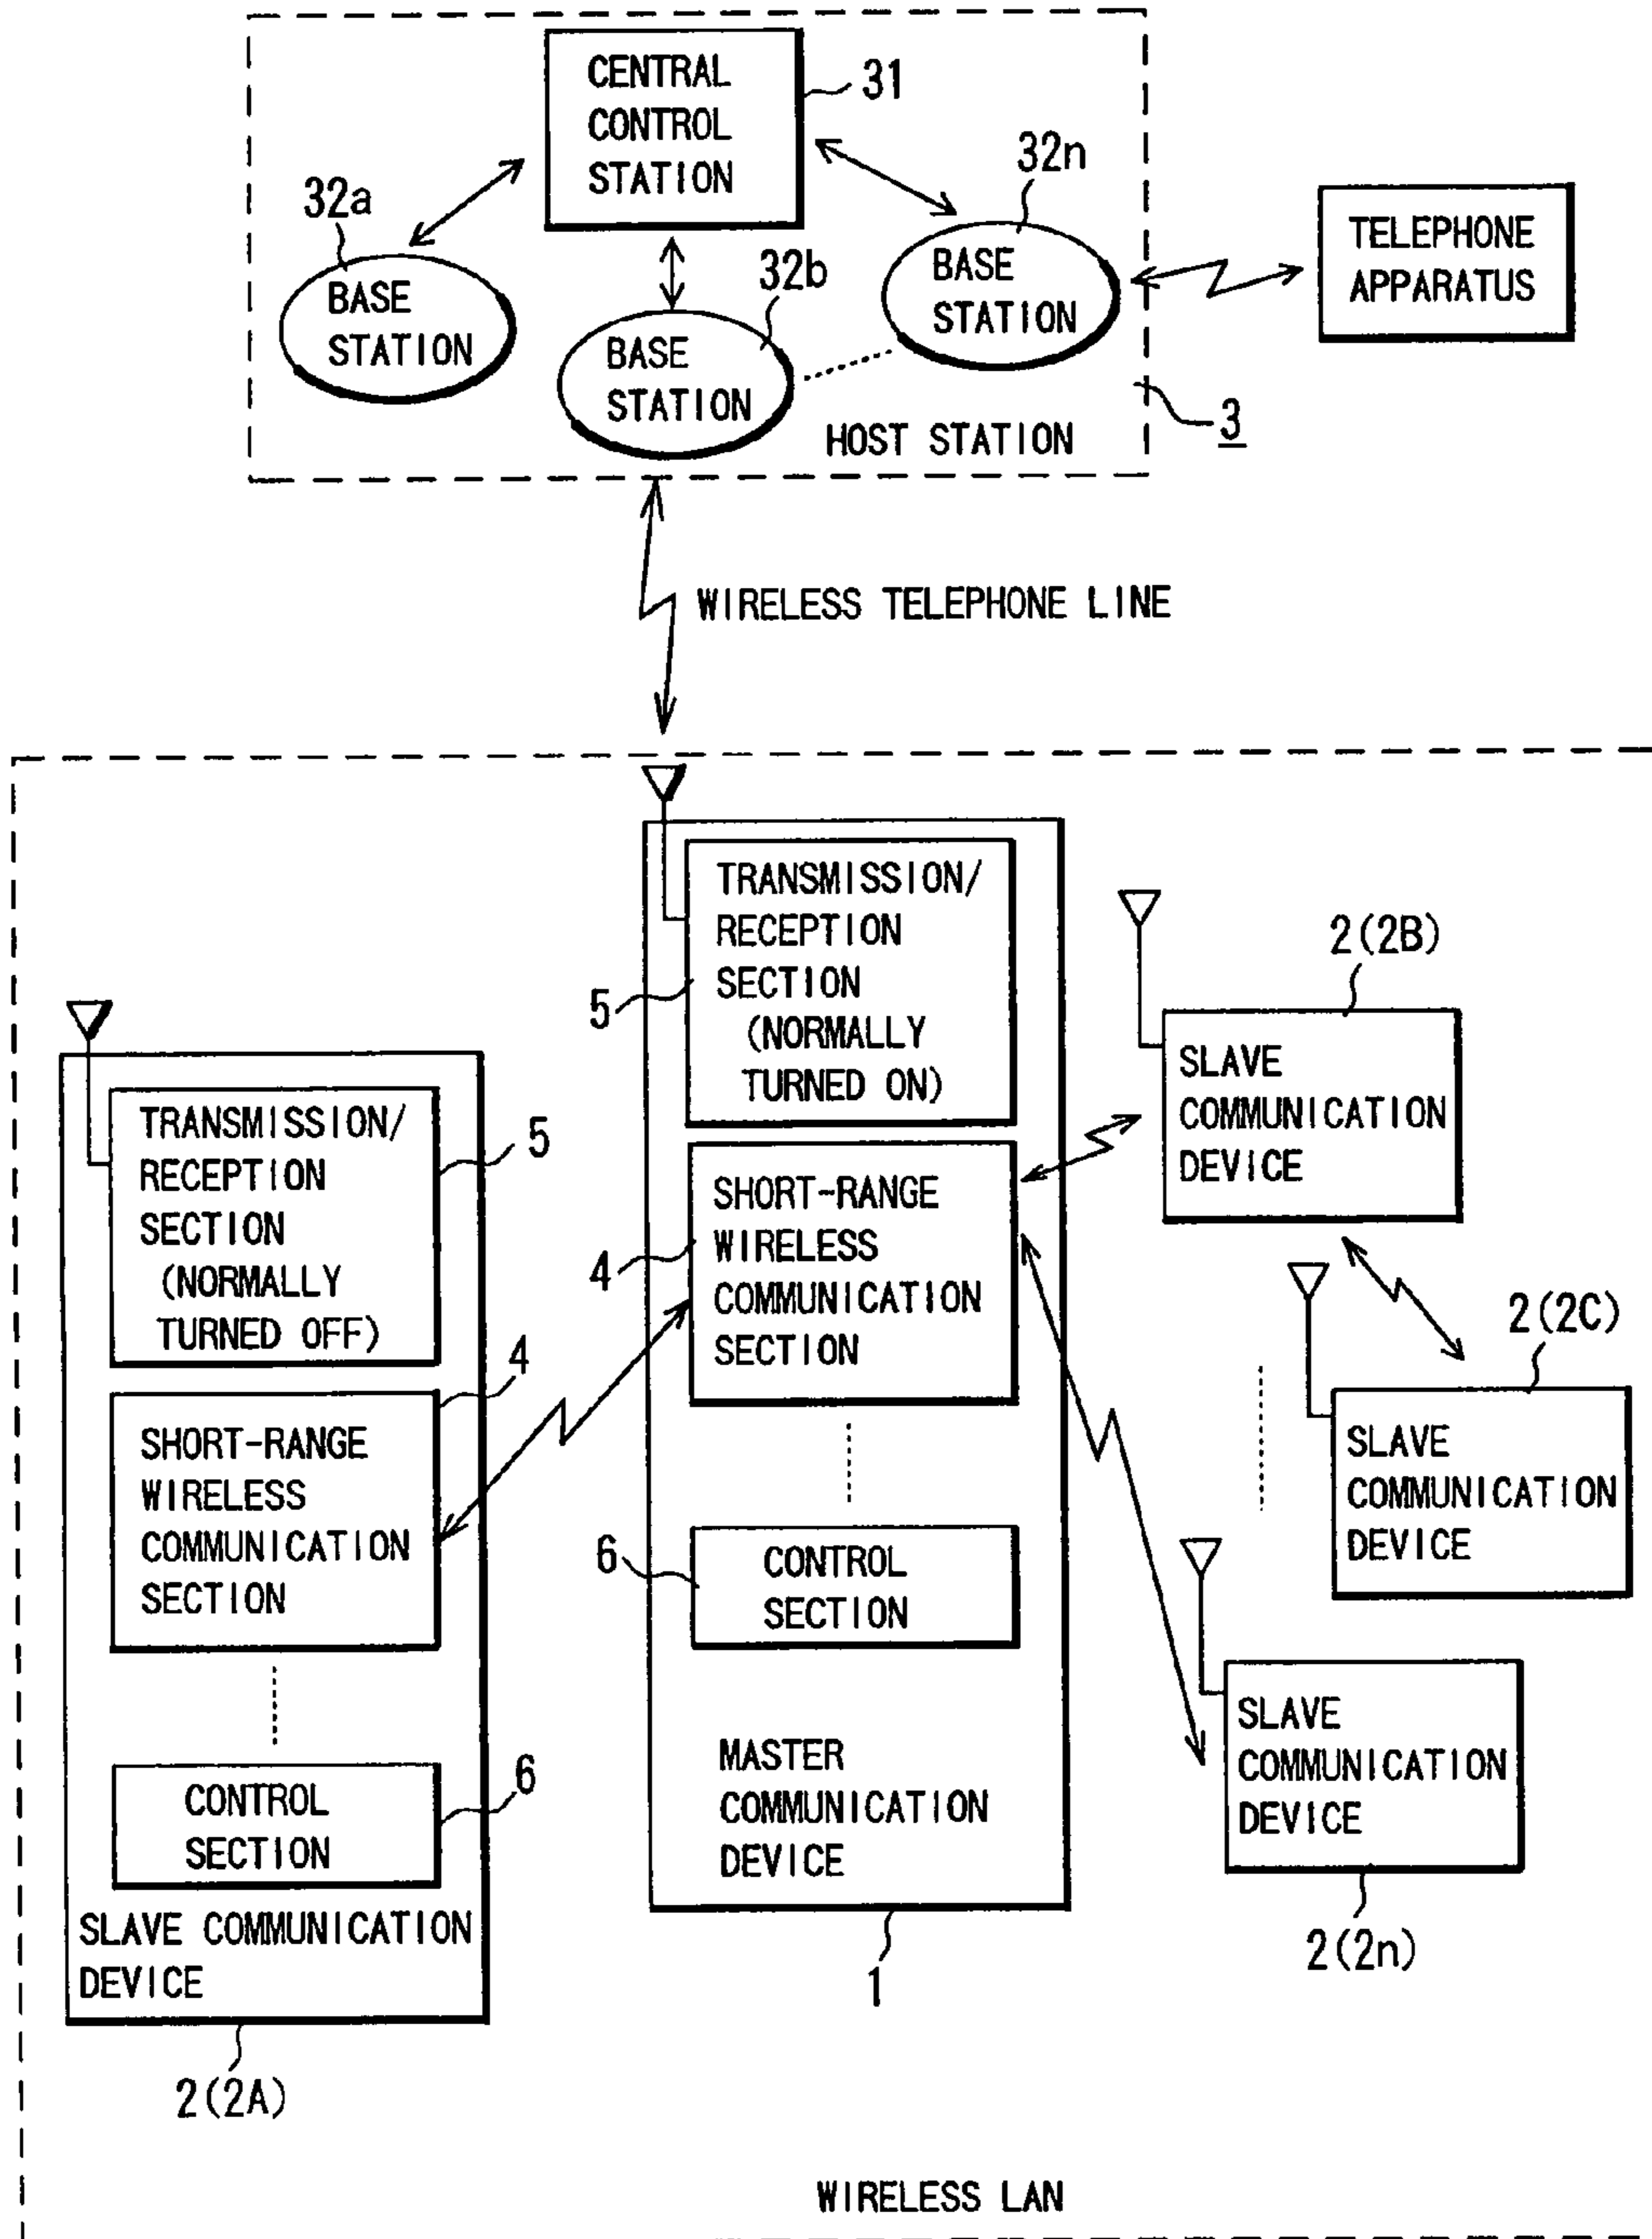 CENTRAL
CONTROL
STATION
31
32a
BASE
STATION
32b
BASE
STATION
32n
BASE
STATION
TELEPHONE
APPARATUS
HOST STATION
3
WIRELESS TELEPHONE LINE
TRANSMISSION/
RECEPTION
SECTION
(NORMALLY
TURNED ON)
5
SHORT-RANGE
WIRELESS
COMMUNICATION
SECTION
4
CONTROL
SECTION
6
MASTER
COMMUNICATION
DEVICE
1
TRANSMISSION/
RECEPTION
SECTION
(NORMALLY
TURNED OFF)
5
SHORT-RANGE
WIRELESS
COMMUNICATION
SECTION
4
CONTROL
SECTION
6
SLAVE COMMUNICATION
DEVICE
2(2A)
2(2B)
SLAVE
COMMUNICATION
DEVICE
2(2C)
SLAVE
COMMUNICATION
DEVICE
SLAVE
COMMUNICATION
DEVICE
2(2n)
WIRELESS LAN